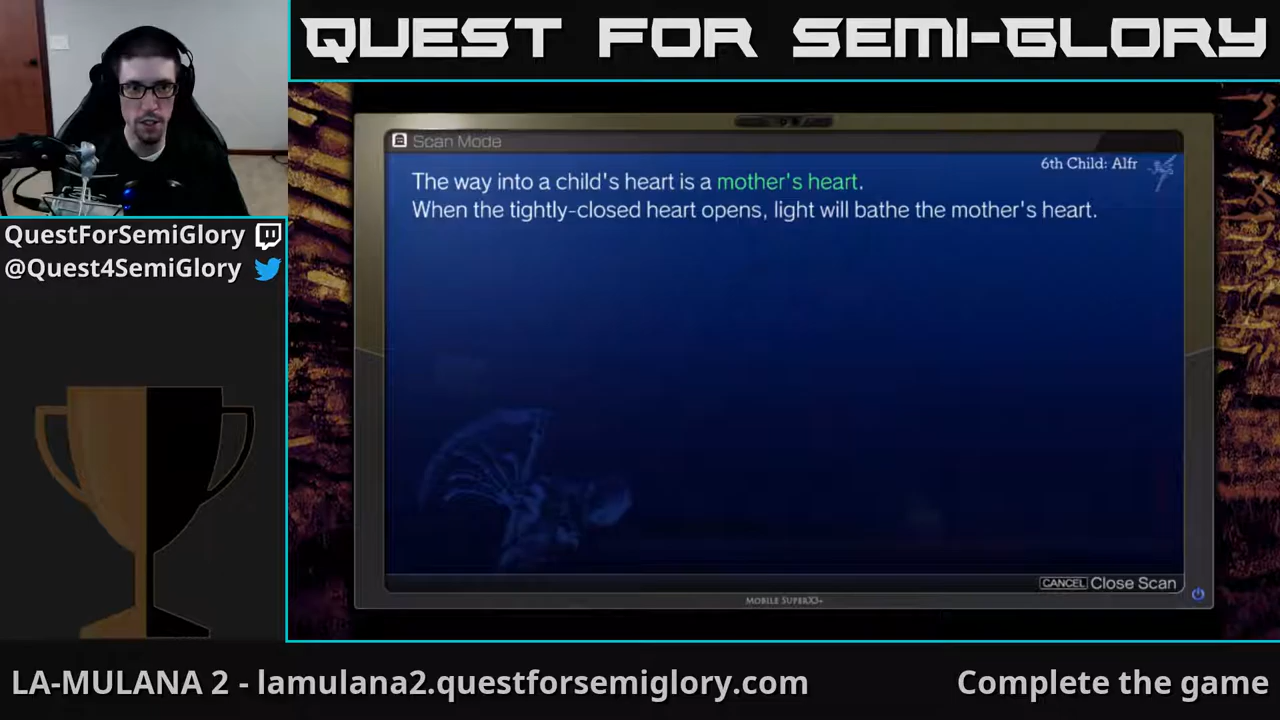 QUEST FOR SEMI-GLORY
Scan Mode
6th Child: Alfr
The way into a child's heart is a mother's heart.
When the tightly-closed heart opens, light will bathe the mother's heart.
QuestForSemiGlory
@Quest4SemiGlory
CANCEL Close Scan
MOBILE SUPERX3+
LA-MULANA 2 - lamulana2.questforsemiglory.com
Complete the game